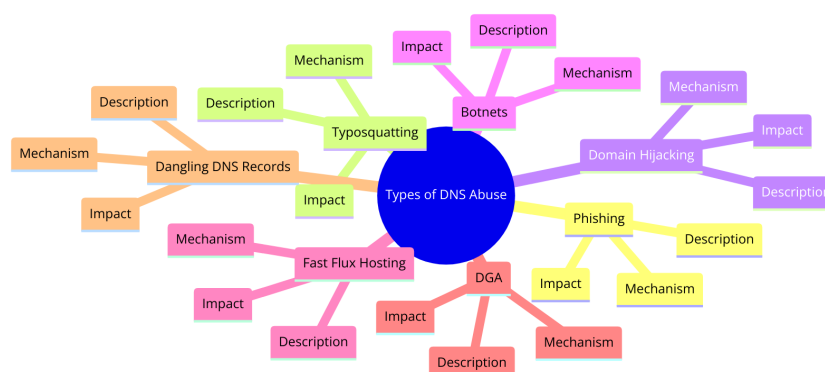 Description
Impact
Mechanism
Mechanism
Botnets
Mechanism
Description
Description
Impact
Typosquatting
Mechanism
Domain Hijacking
Dangling DNS Records
Types of DNS Abuse
Description
Impact
Impact
Phishing
Mechanism
Description
Fast Flux Hosting
DGA
Impact
Mechanism
Impact
Impact
Description
Mechanism
Description